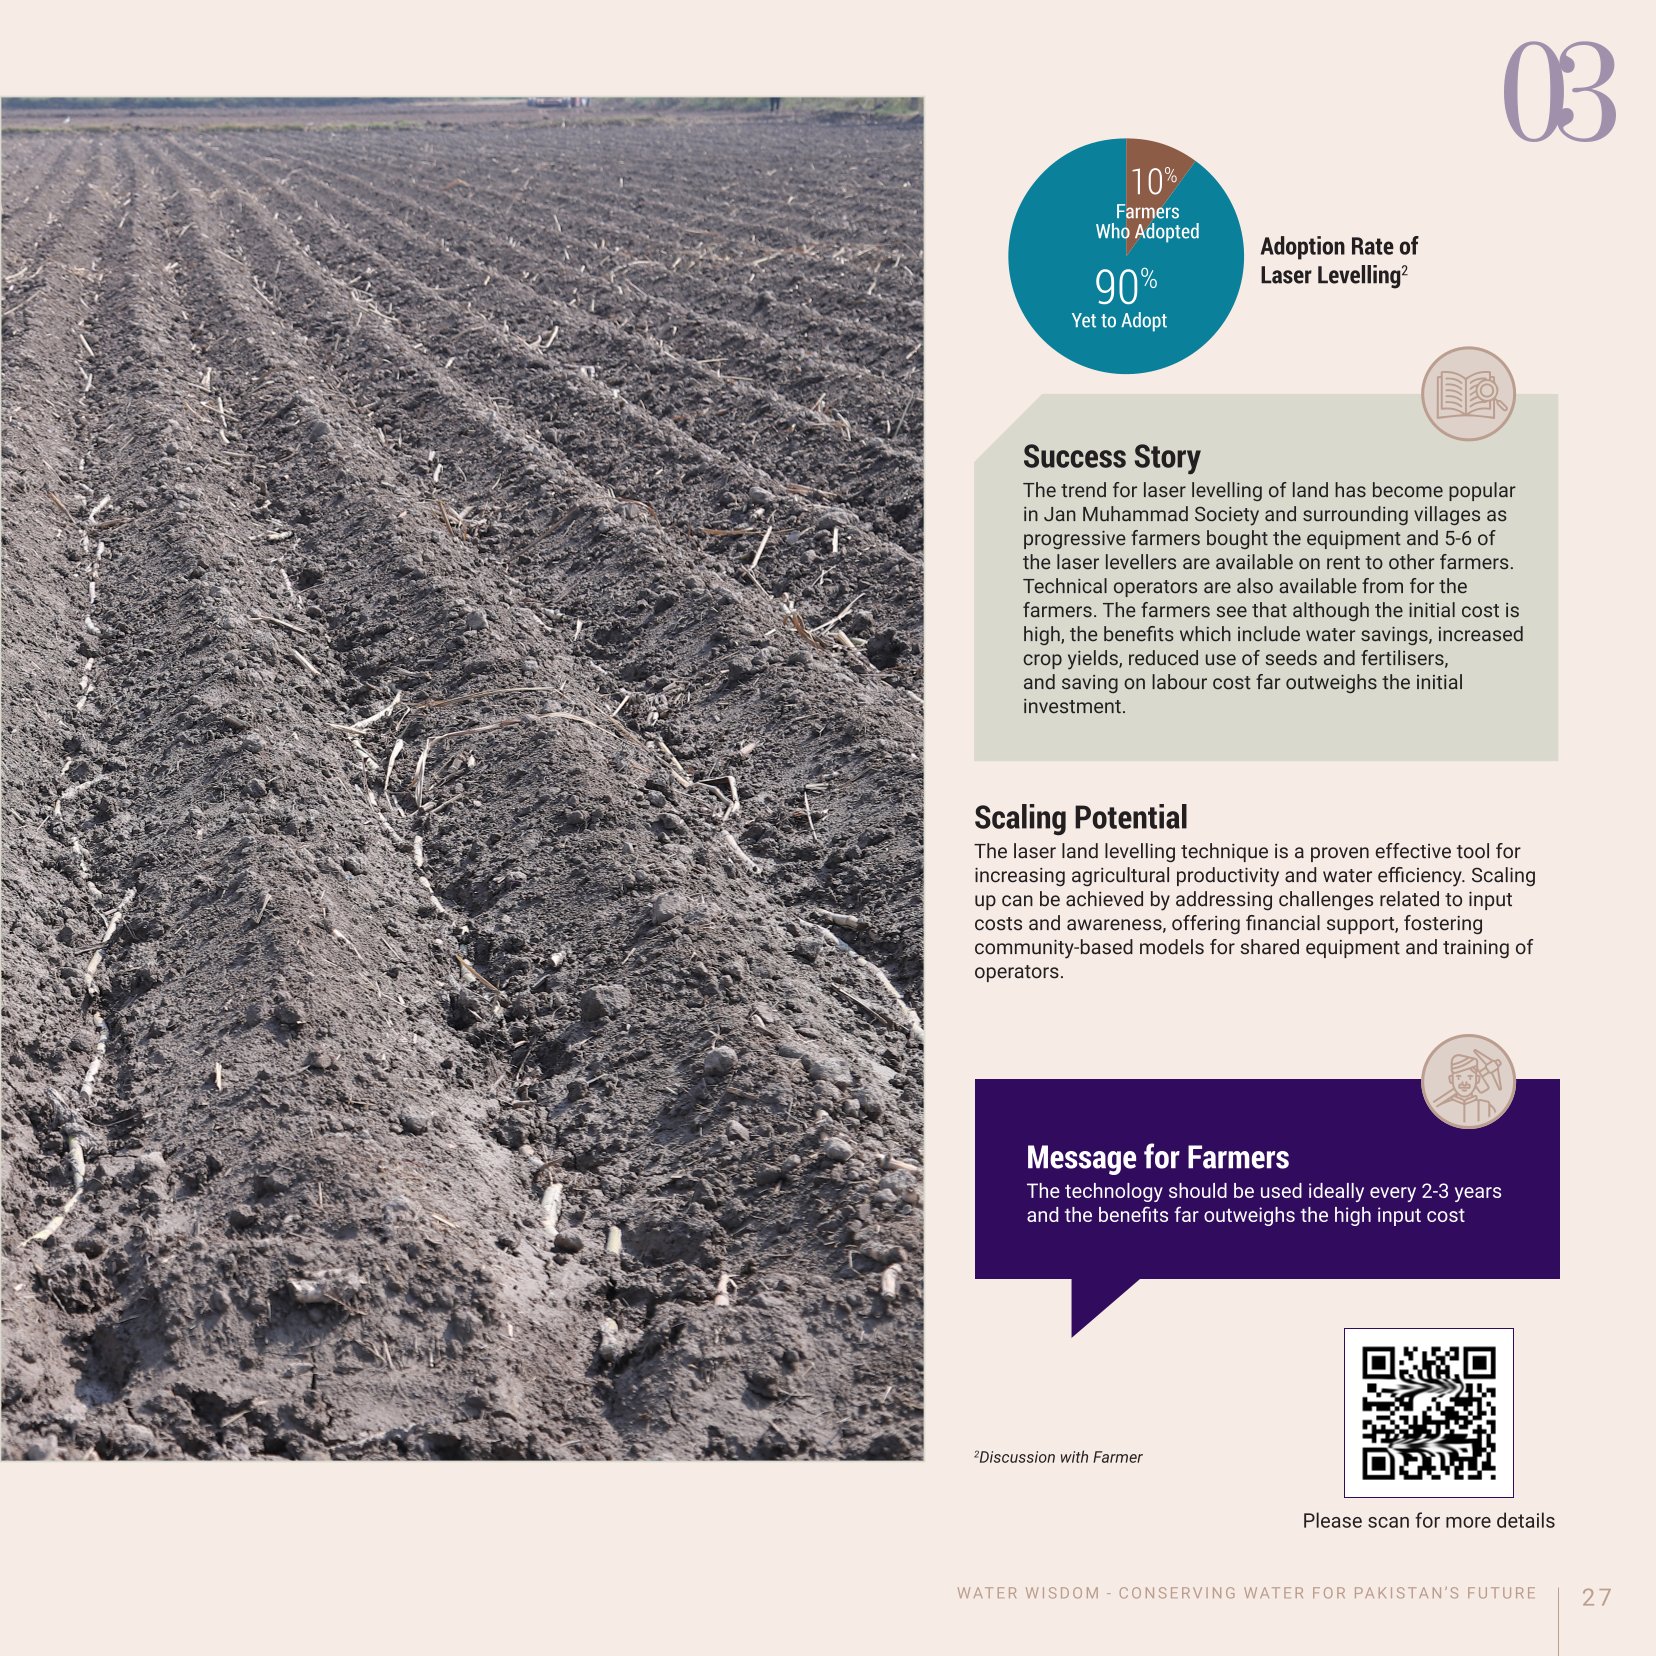 03
10%
Farmers
Who Adopted
90%
Yet to Adopt
Adoption Rate of
Laser Levelling2
Success Story
The trend for laser levelling of land has become popular
in Jan Muhammad Society and surrounding villages as
progressive farmers bought the equipment and 5-6 of
the laser levellers are available on rent to other farmers.
Technical operators are also available from for the
farmers. The farmers see that although the initial cost is
high, the benefits which include water savings, increased
crop yields, reduced use of seeds and fertilisers,
and saving on labour cost far outweighs the initial
investment.
Scaling Potential
The laser land levelling technique is a proven effective tool for
increasing agricultural productivity and water efficiency. Scaling
up can be achieved by addressing challenges related to input
costs and awareness, offering financial support, fostering
community-based models for shared equipment and training of
operators.
Message for Farmers
The technology should be used ideally every 2-3 years
and the benefits far outweighs the high input cost
2Discussion with Farmer
Please scan for more details
WATER WISDOM - CONSERVING WATER FOR PAKISTAN'S FUTURE
27